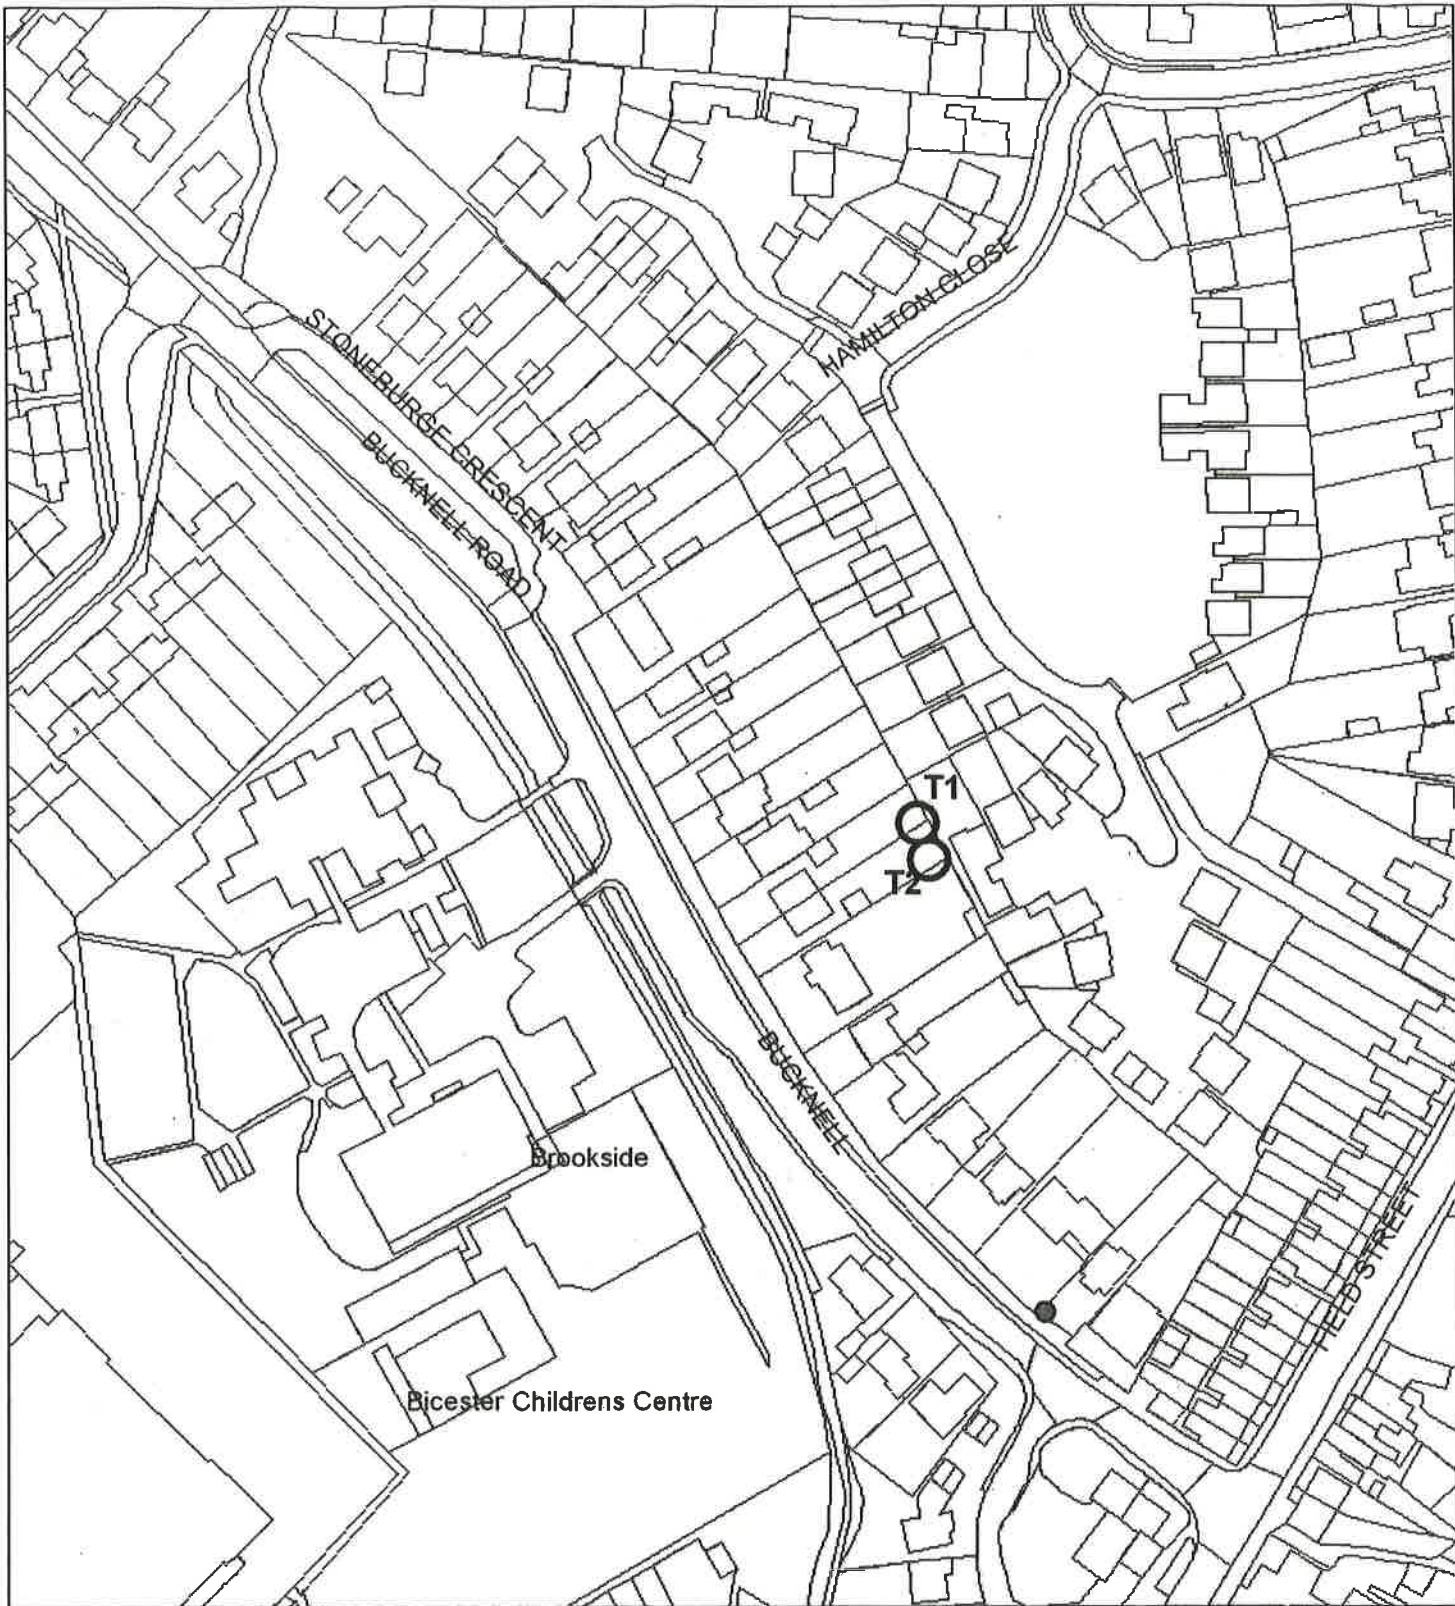 HAMILTON CLOSE
STONEBURGE CRESCENT
BUCKNELL ROAD
T1
T2
BUCKNELL
Brookside
FIELD STREET
Bicester Childrens Centre